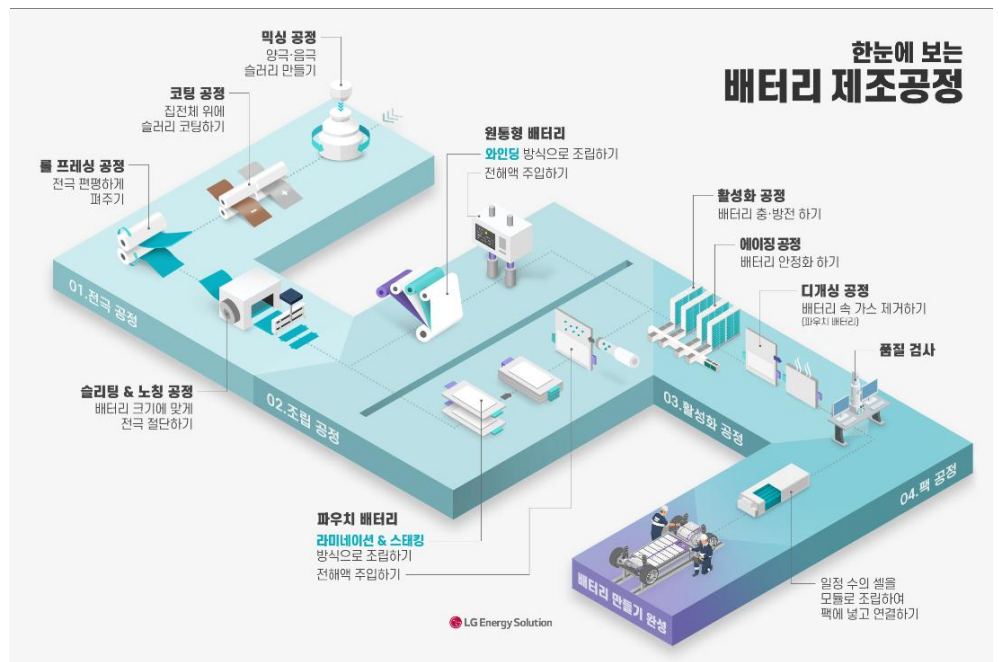 한눈에 보는
배터리 제조공정
믹싱 공정
양극·음극
슬러리 만들기
코팅 공정
집전체 위에
슬러리 코팅하기
롤 프레싱 공정
전극 편평하게
펴주기
01.전극 공정
슬리팅 & 노칭 공정
배터리 크기에 맞게
전극 절단하기
원통형 배터리
와인딩 방식으로 조립하기
전해액 주입하기
02.조립 공정
파우치 배터리
라미네이션 & 스태킹
방식으로 조립하기
전해액 주입하기
활성화 공정
배터리 충·방전 하기
에이징 공정
배터리 안정화 하기
디개싱 공정
배터리 속 가스 제거하기
(파우치 배터리)
품질 검사
03.활성화 공정
04.팩 공정
일정 수의 셀을
모듈로 조립하여
팩에 넣고 연결하기
배터리 만들기 완성
LG Energy Solution